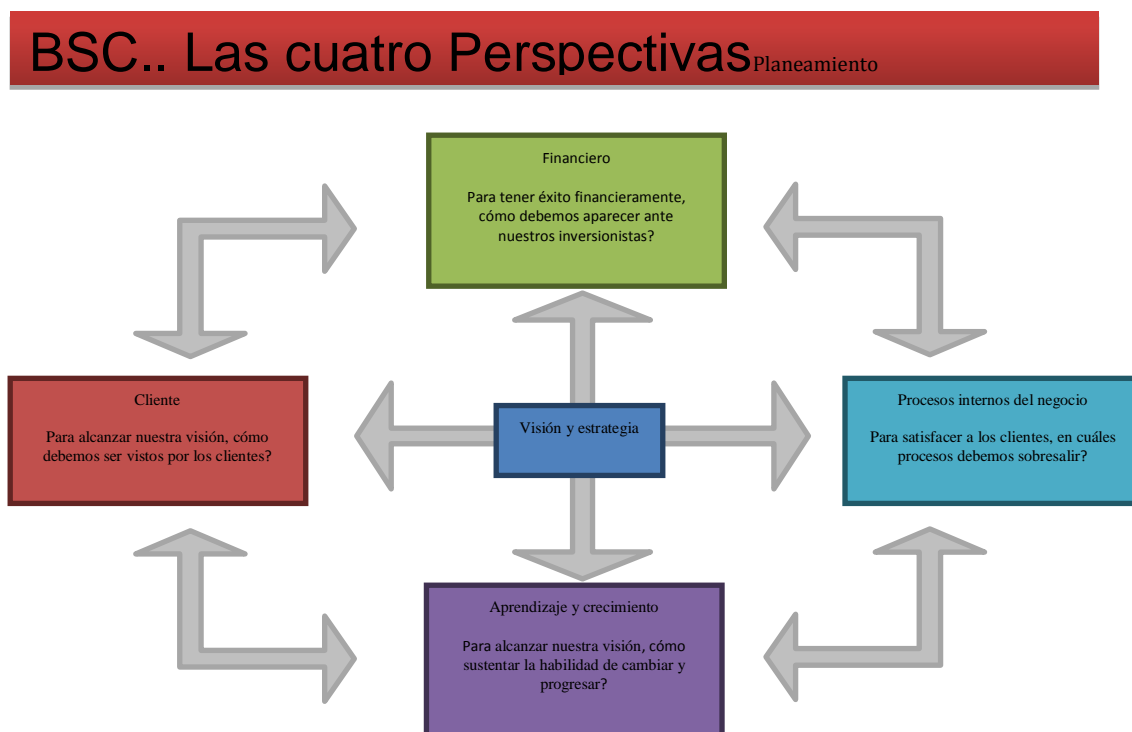 BSC.. Las cuatro PerspectivasPlaneamiento
Financiero
Para tener éxito financieramente,
cómo debemos aparecer ante
nuestros inversionistas?
Cliente
Para alcanzar nuestra visión, cómo
debemos ser vistos por los clientes?
Visión y estrategia
Procesos internos del negocio
Para satisfacer a los clientes, en cuáles
procesos debemos sobresalir?
Aprendizaje y crecimiento
Para alcanzar nuestra visión, cómo
sustentar la habilidad de cambiar y
progresar?